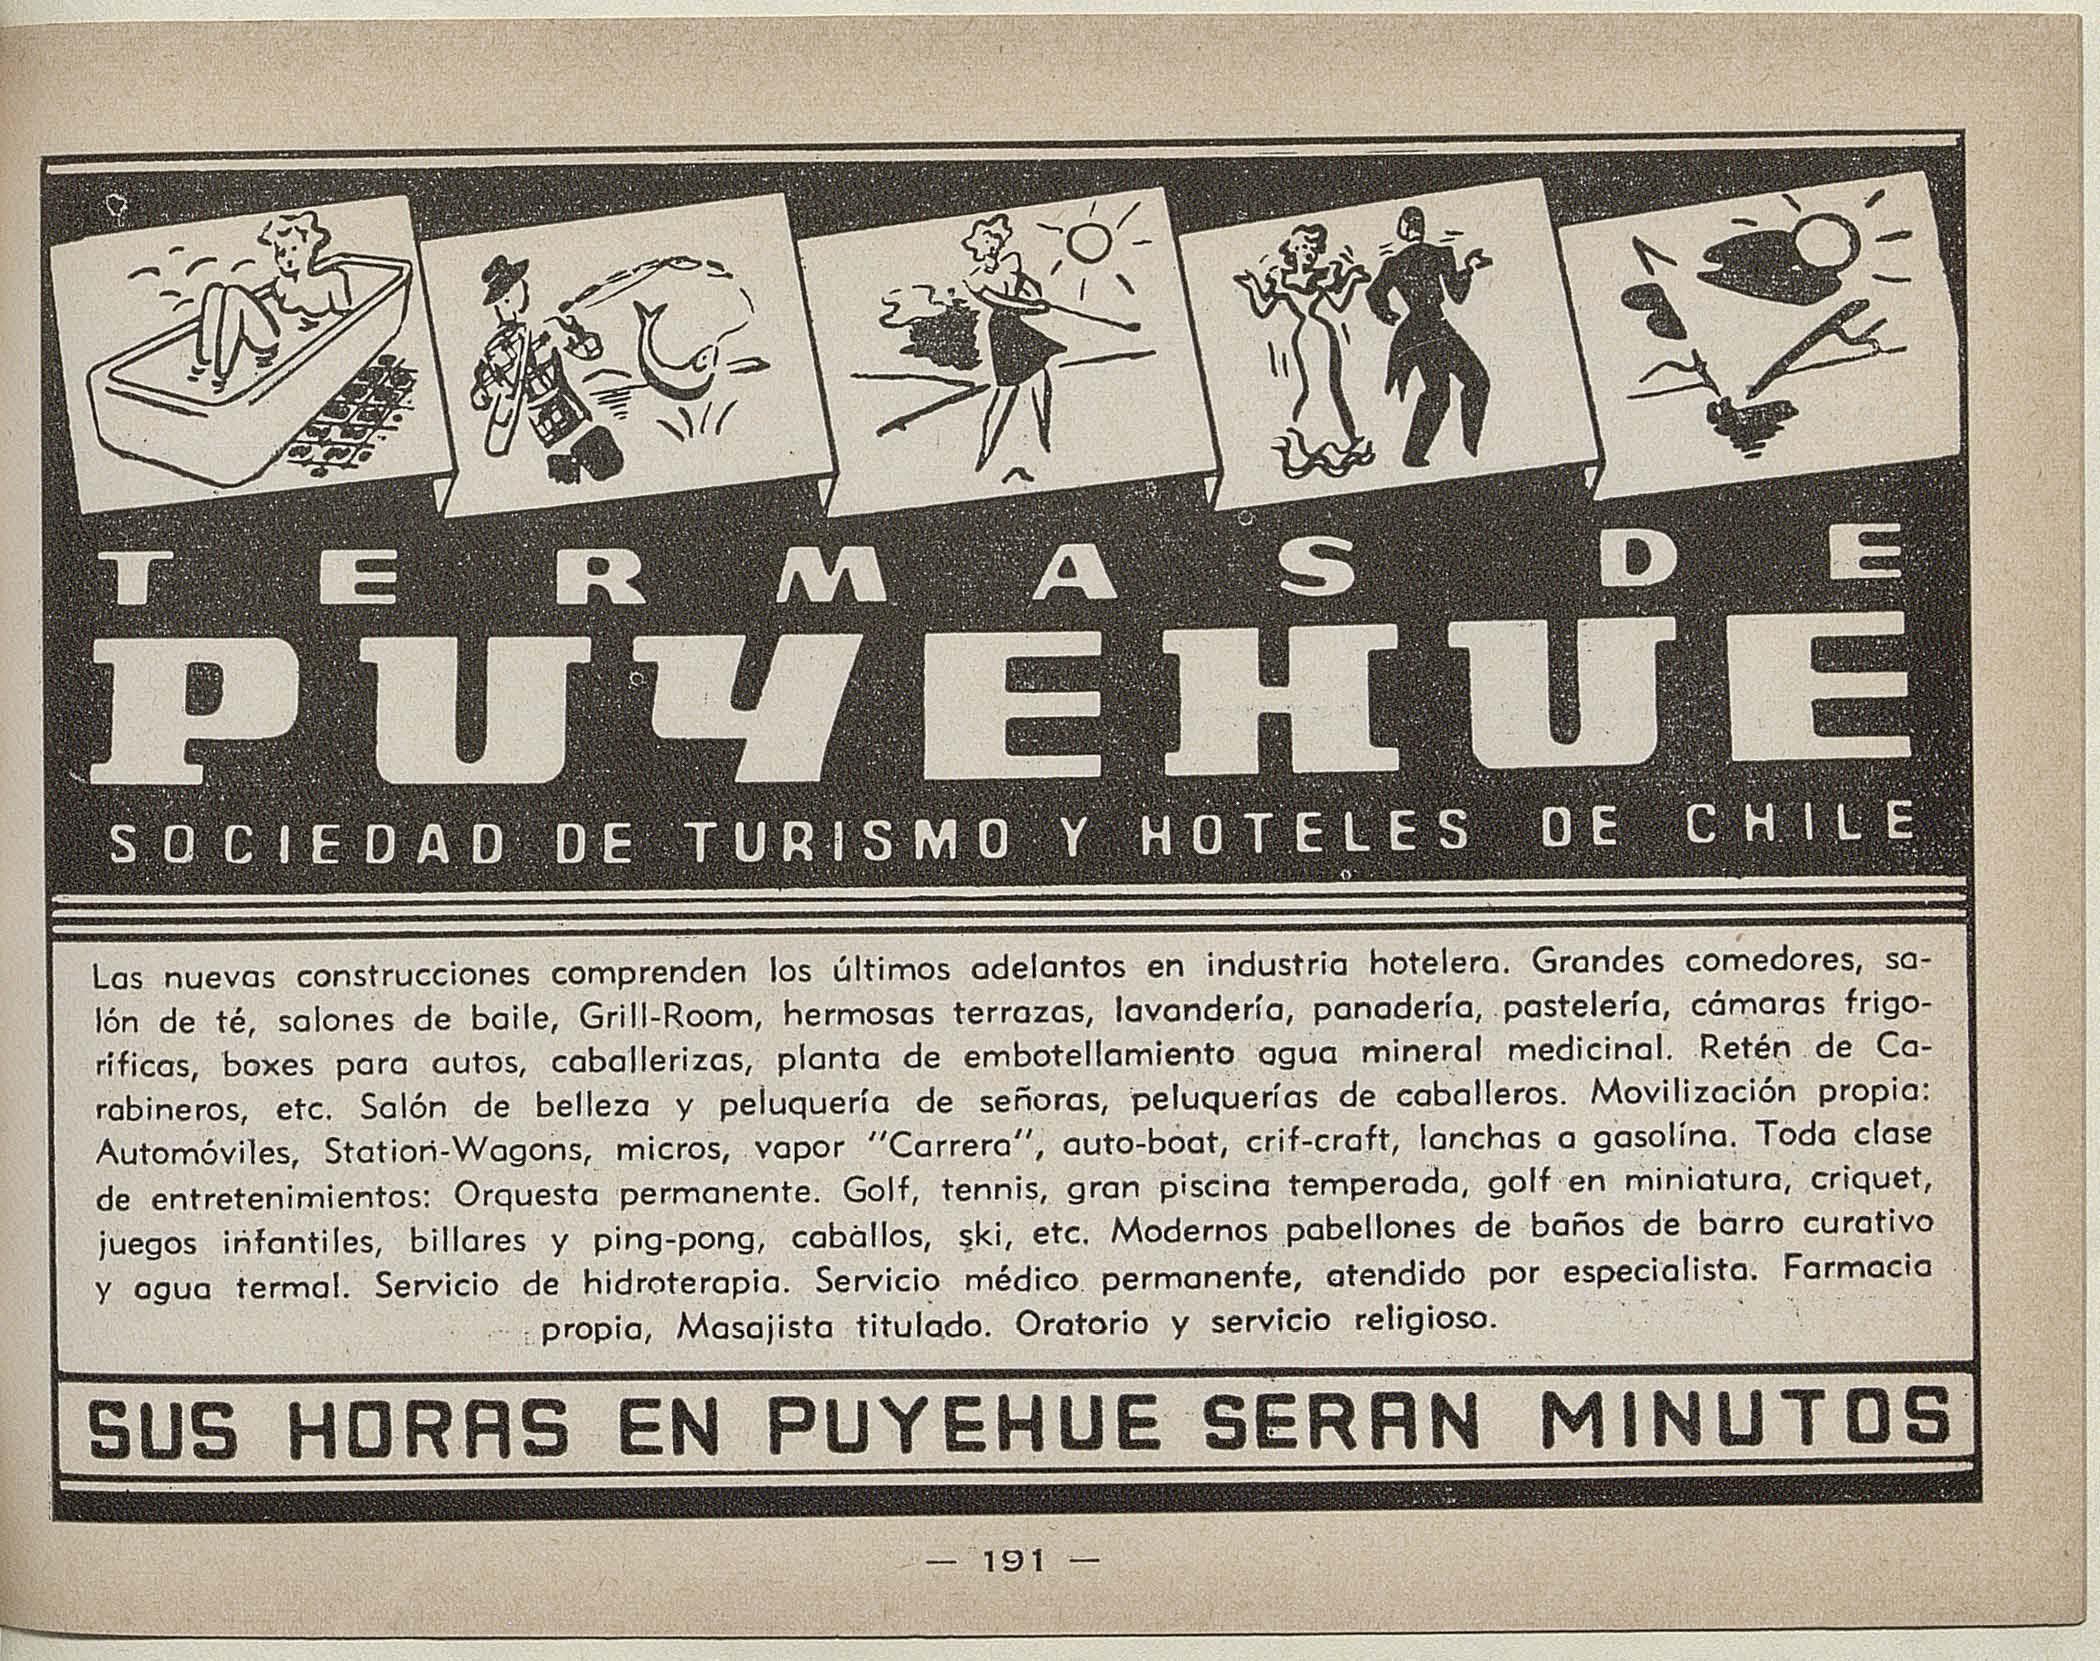 TERMAS DE
PUYEHUE
SOCIEDAD DE TURISMO Y HOTELES DE CHILE
Las nuevas construcciones comprenden los últimos adelantos en industria hotelera. Grandes comedores, sa-
lón de té, salones de baile, Grill-Room, hermosas terrazas, lavandería, panadería, pastelería, cámaras frigo-
ríficas, boxes para autos, caballerizas, planta de embotellamiento agua mineral medicinal. Retén de Ca-
rabineros, etc. Salón de belleza y peluquería de señoras, peluquerías de caballeros. Movilización propia:
Automóviles, Station-Wagons, micros, vapor "Carrera", auto-boat, crif-craft, lanchas a gasolina. Toda clase
de entretenimientos: Orquesta permanente. Golf, tennis, gran piscina temperada, golf en miniatura, criquet,
juegos infantiles, billares y ping-pong, caballos, ski, etc. Modernos pabellones de baños de barro curativo
y agua termal. Servicio de hidroterapia. Servicio médico permanente, atendido por especialista. Farmacia
propia, Masajista titulado. Oratorio y servicio religioso.
SUS HORAS EN PUYEHUE SERAN MINUTOS
— 191 —